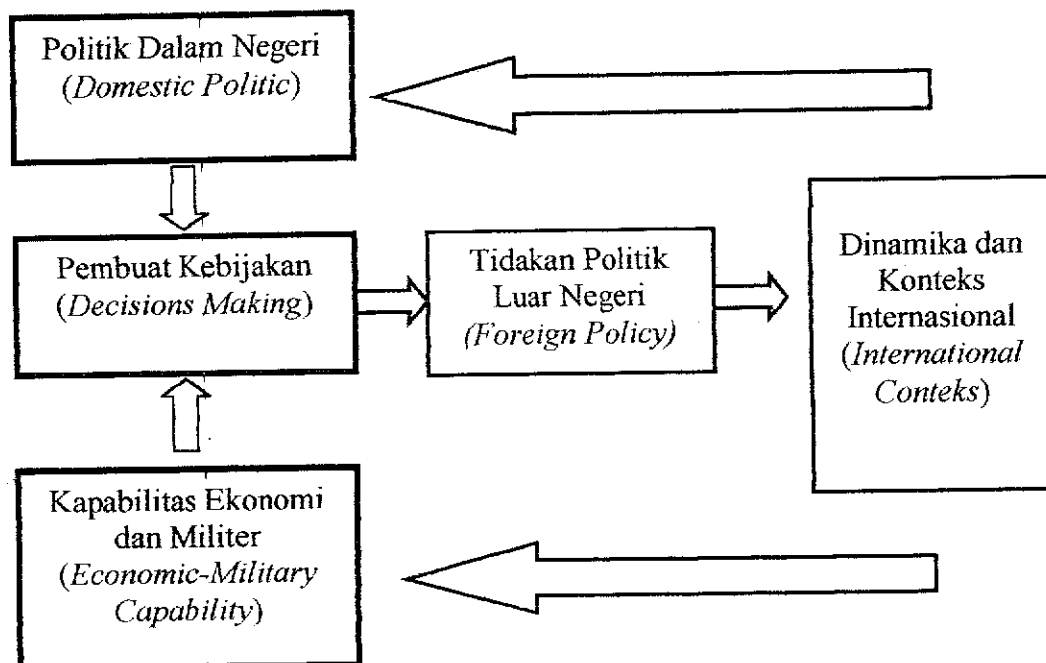 Politik Dalam Negeri
(Domestic Politic)
Pembuat Kebijakan
(Decisions Making)
Tidakan Politik
Luar Negeri
(Foreign Policy)
Dinamika dan
Konteks
Internasional
(International
Conteks)
Kapabilitas Ekonomi
dan Militer
(Economic-Military
Capability)